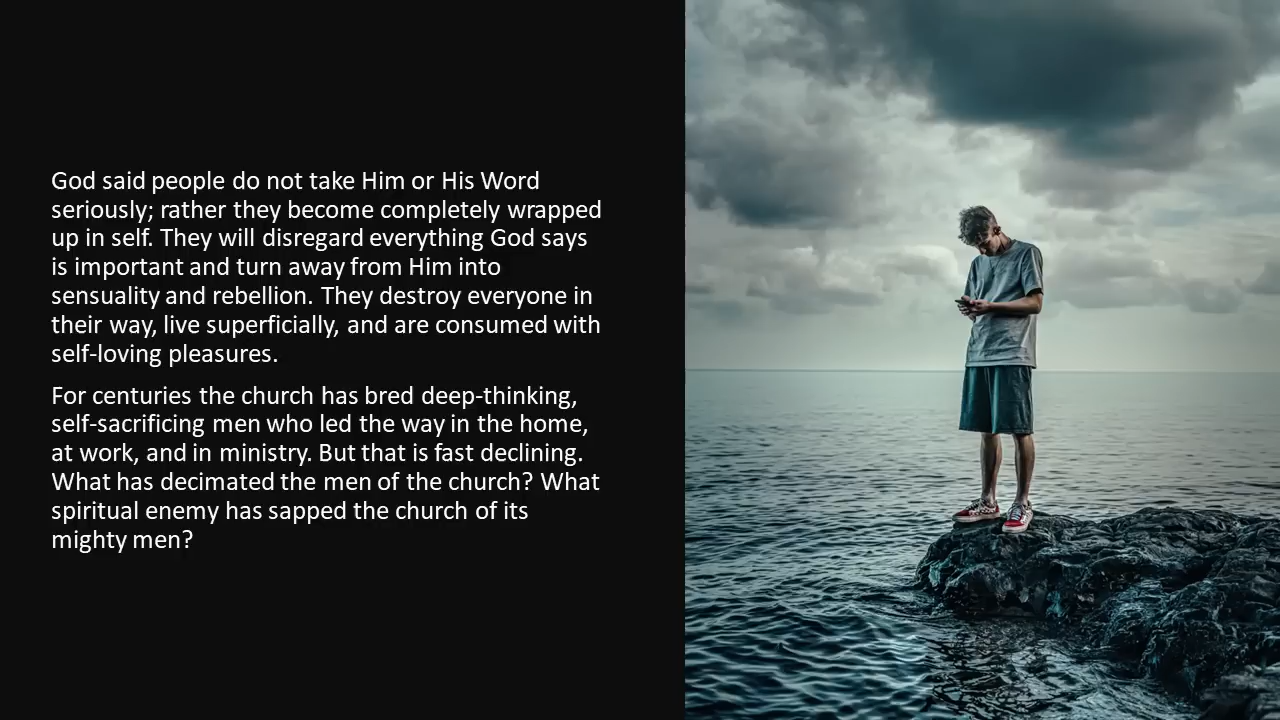 God said people do not take Him or His Word
seriously; rather they become completely wrapped
up in self. They will disregard everything God says
is important and turn away from Him into
sensuality and rebellion. They destroy everyone in
their way, live superficially, and are consumed with
self-loving pleasures.
For centuries the church has bred deep-thinking,
self-sacrificing men who led the way in the home,
at work, and in ministry. But that is fast declining.
What has decimated the men of the church? What
spiritual enemy has sapped the church of its
mighty men?